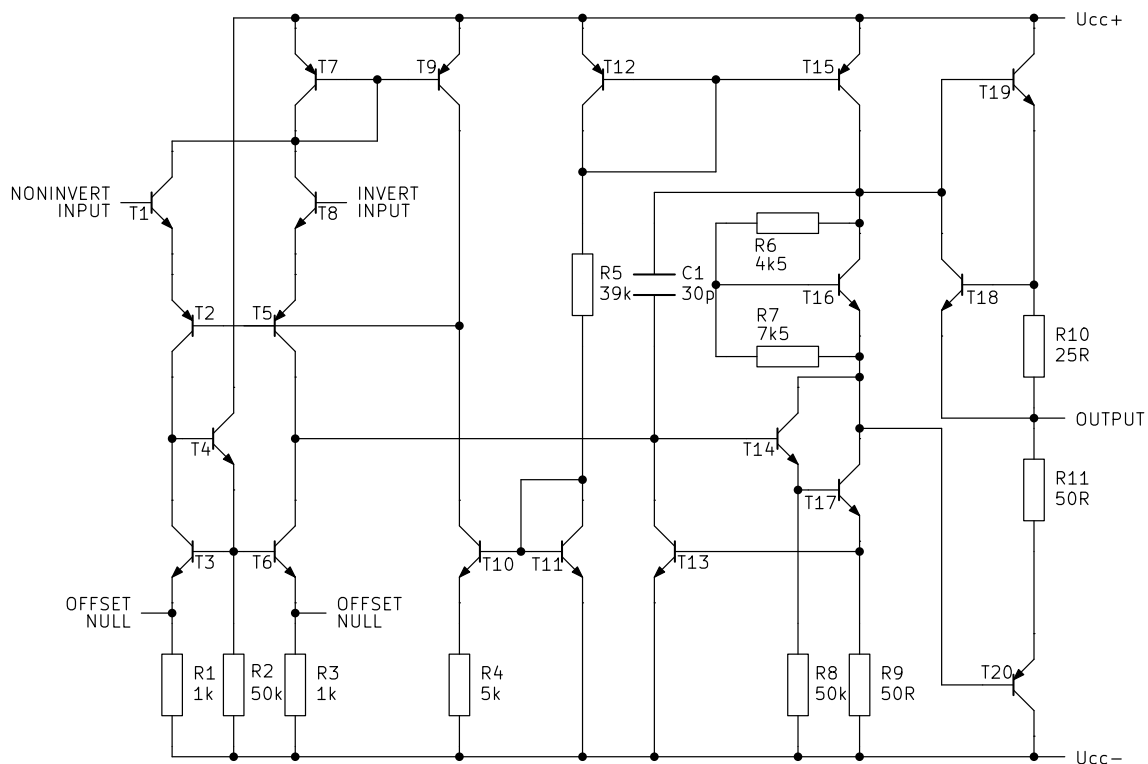 Ucc+
T7
T9
T12
T15
T19
NONINVERT
INPUT
T1
T8
INVERT
INPUT
R6
4k5
R5
39k
C1
30p
T16
T18
T2
T5
R7
7k5
R10
25R
OUTPUT
T4
T14
R11
50R
T17
T3
T6
T10
T11
T13
OFFSET
NULL
OFFSET
NULL
R1
1k
R2
50k
R3
1k
R4
5k
R8
50k
R9
50R
T20
Ucc−